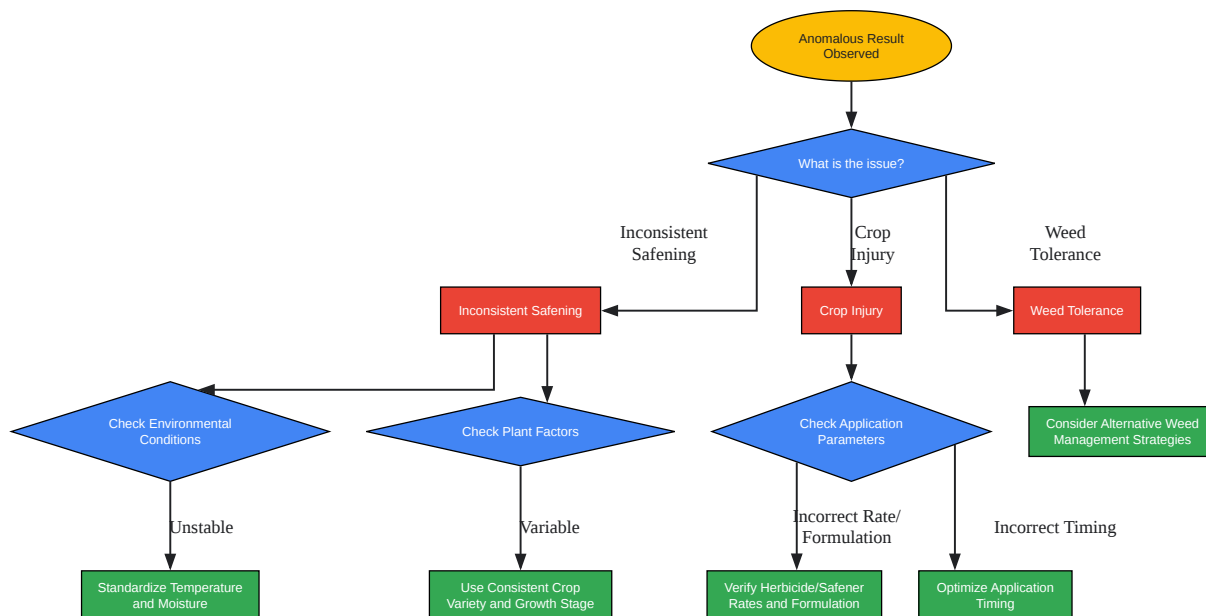 Anomalous Result
Observed
What is the issue?
Inconsistent
Safening
Crop
Injury
Weed
Tolerance
Inconsistent Safening
Crop Injury
Weed Tolerance
Check Environmental
Conditions
Check Plant Factors
Check Application
Parameters
Consider Alternative Weed
Management Strategies
Unstable
Variable
Incorrect Rate/
Formulation
Incorrect Timing
Standardize Temperature
and Moisture
Use Consistent Crop
Variety and Growth Stage
Verify Herbicide/Safener
Rates and Formulation
Optimize Application
Timing